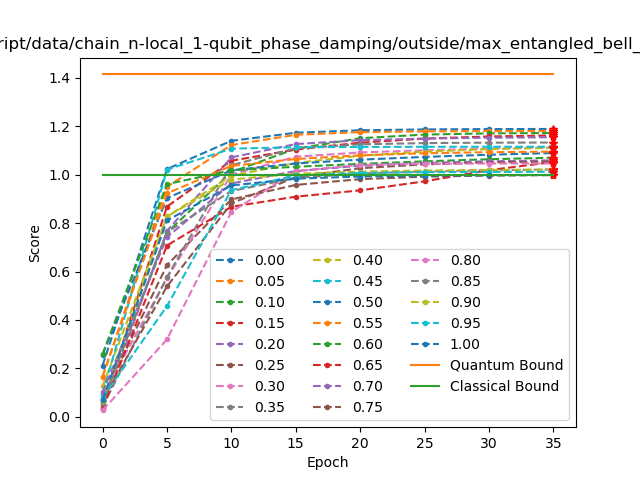 ript/data/chain_n-local_1-qubit_phase_damping/outside/max_entangled_bell_
1.4
1.2
1.0
0.8
0.6
0.4
0.2
0.0
Score
0 5 10 15 20 25 30 35
Epoch
0.00 0.40 0.80
0.05 0.45 0.85
0.10 0.50 0.90
0.15 0.55 0.95
0.20 0.60 1.00
0.25 0.65 Quantum Bound
0.30 0.70 Classical Bound
0.35 0.75